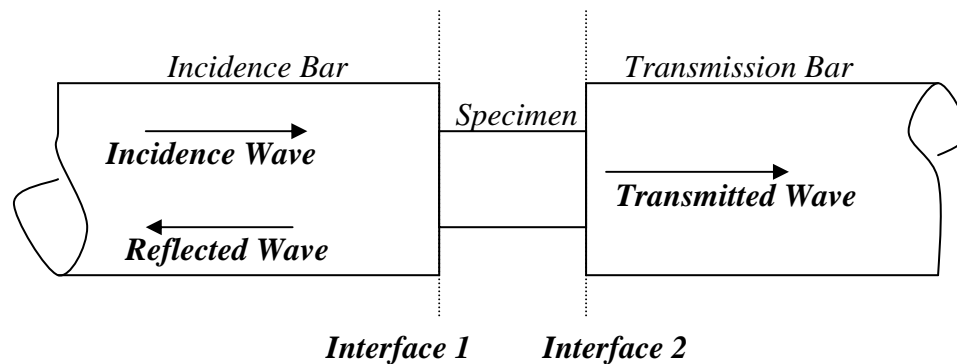 Incidence Bar
Transmission Bar
Specimen
Incidence Wave
Transmitted Wave
Reflected Wave
Interface 1
Interface 2